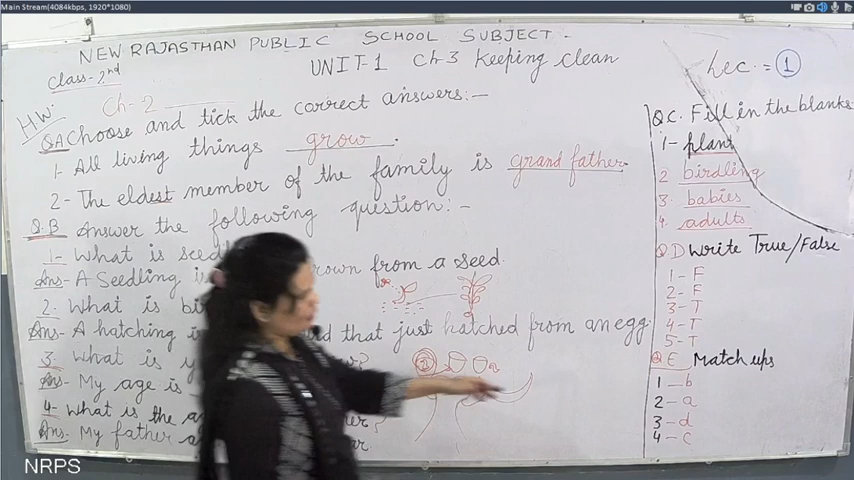 Main Stream(4084kbps, 1920*1080)
NEW RAJASTHAN PUBLIC SCHOOL SUBJECT -
Class-2nd
UNIT-1 Ch-3 Keeping clean
Lec. = 1
H.W.
Ch-2
Q.A Choose and tick the correct answers:-
1- All living things grow.
2- The eldest member of the family is grand father.
Q.B Answer the following question:-
1- What is
Ans- A Seedling is grown from a seed.
2. What is
Ans- A hatching is that just hatched from an egg.
3. What is
Ans- My age is
4- What is the
Ans- My father
QC. Fill in the blanks
1- plant
2 birdling
3. babies
4. adults
Q.D Write True/False
1- F
2- F
3- T
4- T
5- T
Q E Match ups
1 - b
2 - a
3 - d
4 - c
NRPS